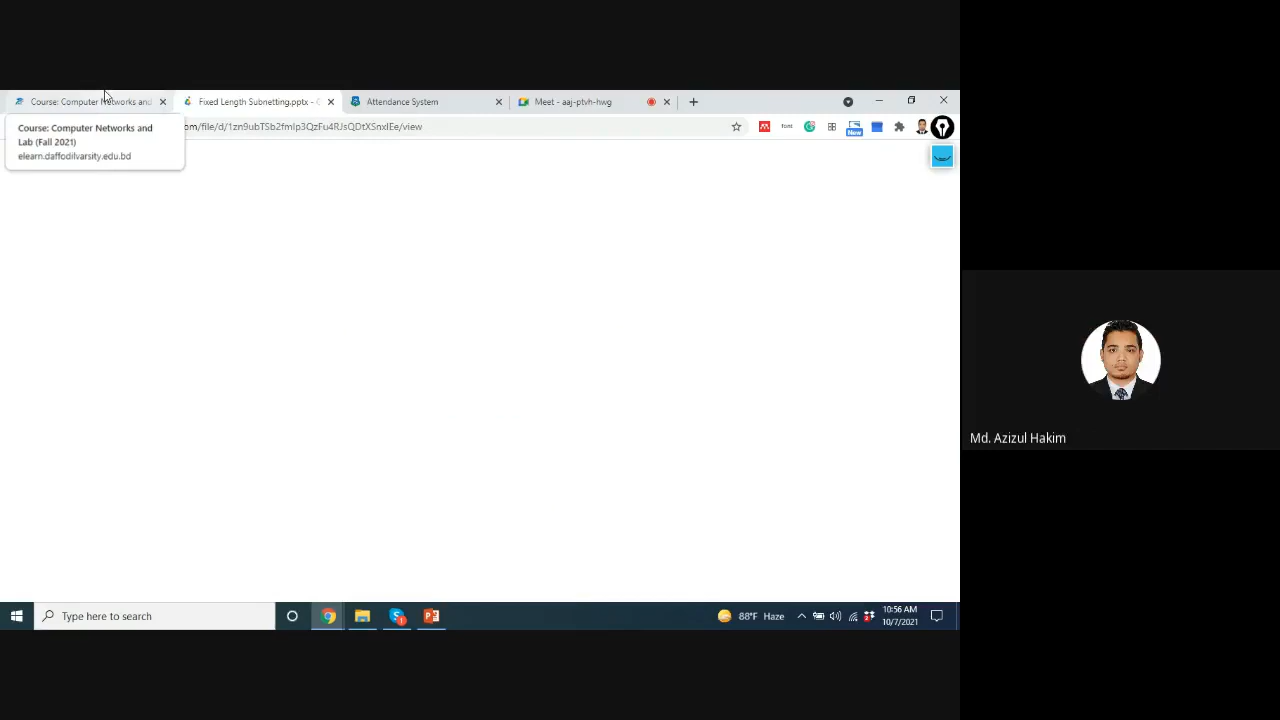 Course: Computer Networks and
Fixed Length Subnetting.pptx - G
Attendance System
Meet - aaj-ptvh-hwg
Course: Computer Networks and
Lab (Fall 2021)
elearn.daffodilvarsity.edu.bd
font
New
Md. Azizul Hakim
Type here to search
88°F Haze
10:56 AM
10/7/2021